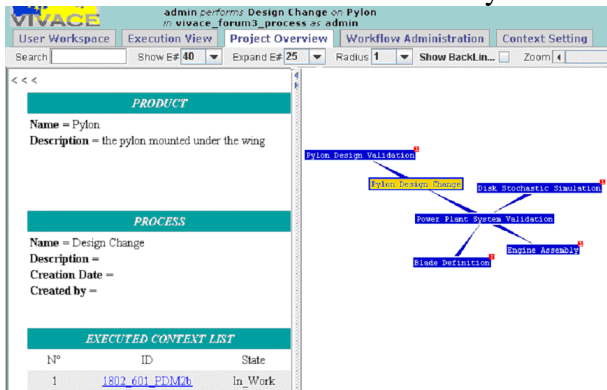 VIVACE
admin performs Design Change on Pylon
in vivace_forum3_process as admin
User Workspace Execution View Project Overview Workflow Administration Context Setting
Search Show E# 40 Expand E# 25 Radius 1 Show BackLin... Zoom
< < <
PRODUCT
Name = Pylon
Description = the pylon mounted under the wing
PROCESS
Name = Design Change
Description =
Creation Date =
Created by =
EXECUTED CONTEXT LIST
N° ID State
1 1802_601_PDM2b In_Work
Pylon Design Validation
Pylon Design Change
Disk Stochastic Simulation
Power Plant System Validation
Engine Assembly
Blade Definition